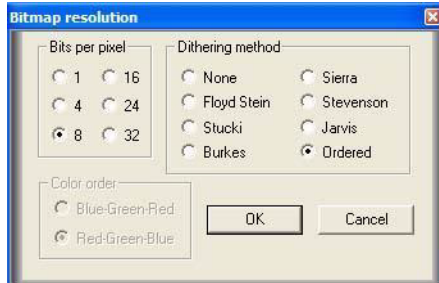 Bitmap resolution
Bits per pixel
1 16
4 24
8 32
Dithering method
None Sierra
Floyd Stein Stevenson
Stucki Jarvis
Burkes Ordered
Color order
Blue-Green-Red
Red-Green-Blue
OK Cancel